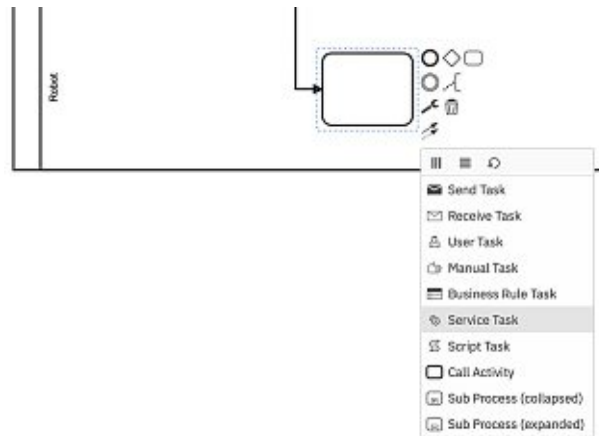 Robot
Send Task
Receive Task
User Task
Manual Task
Business Rule Task
Service Task
Script Task
Call Activity
Sub Process (collapsed)
Sub Process (expanded)